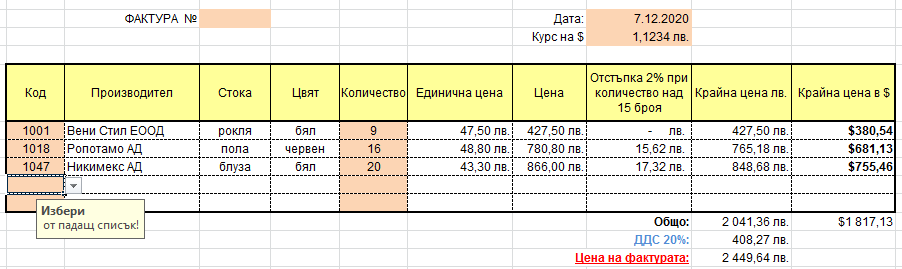 ФАКТУРА №
Дата: 7.12.2020
Курс на $ 1,1234 лв.
Код Производител Стока Цвят Количество Единична цена Цена Отстъпка 2% при количество над 15 броя Крайна цена лв. Крайна цена в $
1001 Вени Стил ЕООД рокля бял 9 47,50 лв. 427,50 лв. - лв. 427,50 лв. $380,54
1018 Ропотамо АД пола червен 16 48,80 лв. 780,80 лв. 15,62 лв. 765,18 лв. $681,13
1047 Никимекс АД блуза бял 20 43,30 лв. 866,00 лв. 17,32 лв. 848,68 лв. $755,46
Избери
от падащ списък!
Общо: 2 041,36 лв. $1 817,13
ДДС 20%: 408,27 лв.
Цена на фактурата: 2 449,64 лв.